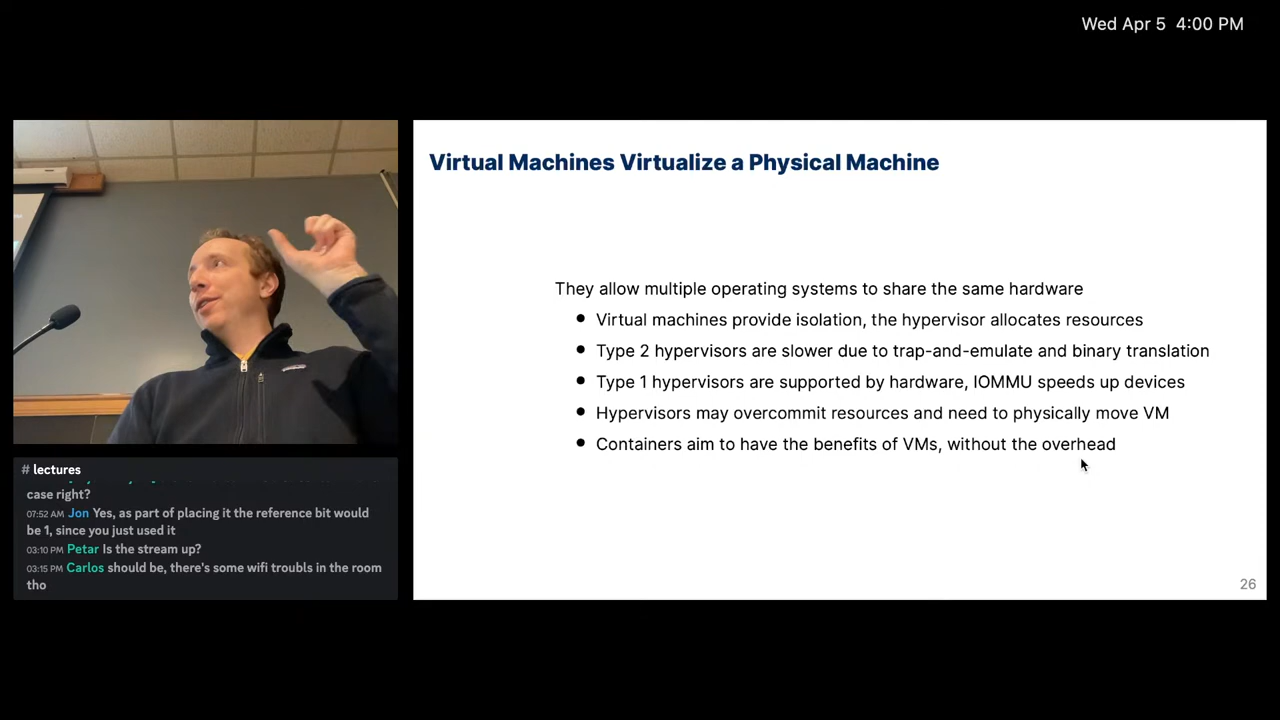 Wed Apr 5 4:00 PM
Virtual Machines Virtualize a Physical Machine
They allow multiple operating systems to share the same hardware
● Virtual machines provide isolation, the hypervisor allocates resources
● Type 2 hypervisors are slower due to trap-and-emulate and binary translation
● Type 1 hypervisors are supported by hardware, IOMMU speeds up devices
● Hypervisors may overcommit resources and need to physically move VM
● Containers aim to have the benefits of VMs, without the overhead
26
# lectures
case right?
07:52 AM Jon Yes, as part of placing it the reference bit would
be 1, since you just used it
03:10 PM Petar Is the stream up?
03:15 PM Carlos should be, there's some wifi troubls in the room
tho